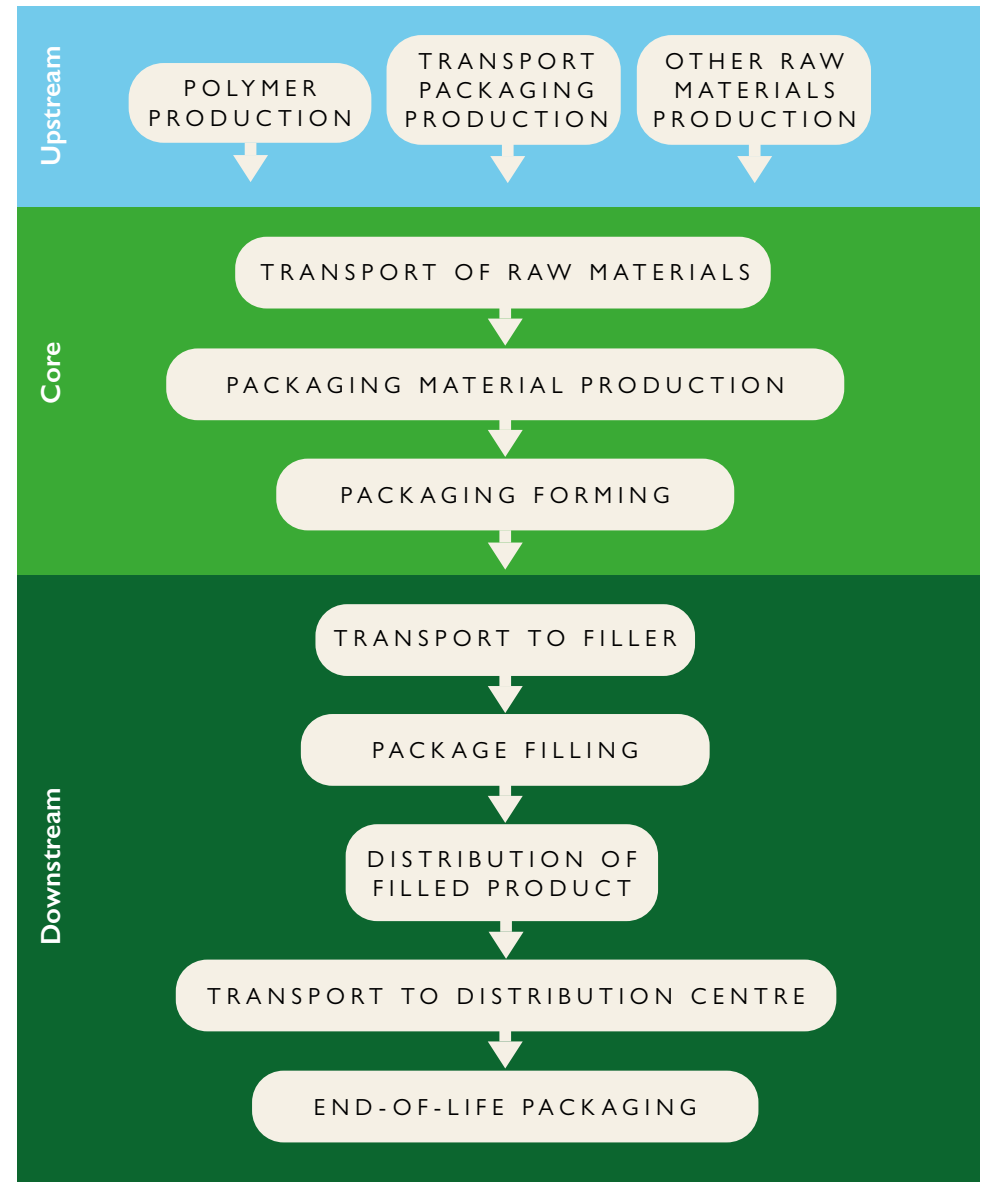 Upstream
POLYMER
PRODUCTION
TRANSPORT
PACKAGING
PRODUCTION
OTHER RAW
MATERIALS
PRODUCTION
Core
TRANSPORT OF RAW MATERIALS
PACKAGING MATERIAL PRODUCTION
PACKAGING FORMING
Downstream
TRANSPORT TO FILLER
PACKAGE FILLING
DISTRIBUTION OF
FILLED PRODUCT
TRANSPORT TO DISTRIBUTION CENTRE
END-OF-LIFE PACKAGING